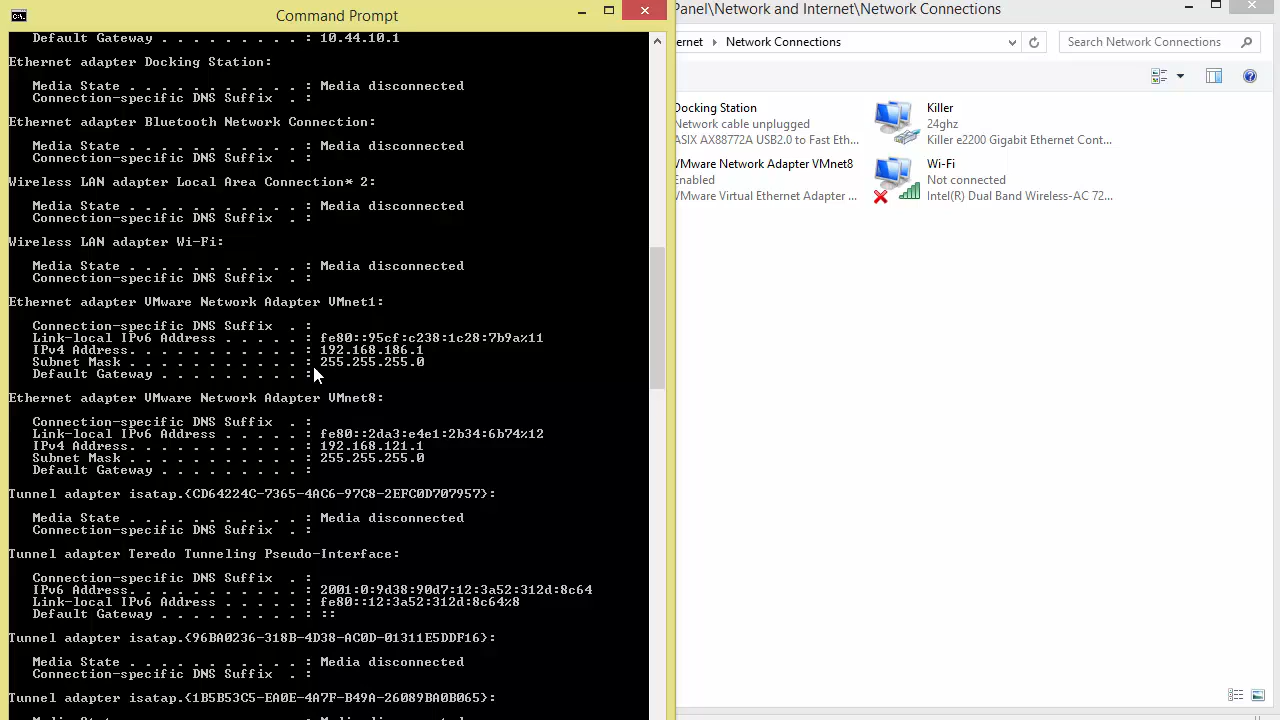 Command Prompt
Default Gateway . . . . . . . . . : 10.44.10.1
Ethernet adapter Docking Station:
Media State . . . . . . . . . . . : Media disconnected
Connection-specific DNS Suffix  . :
Ethernet adapter Bluetooth Network Connection:
Media State . . . . . . . . . . . : Media disconnected
Connection-specific DNS Suffix  . :
Wireless LAN adapter Local Area Connection* 2:
Media State . . . . . . . . . . . : Media disconnected
Connection-specific DNS Suffix  . :
Wireless LAN adapter Wi-Fi:
Media State . . . . . . . . . . . : Media disconnected
Connection-specific DNS Suffix  . :
Ethernet adapter VMware Network Adapter VMnet1:
Connection-specific DNS Suffix  . :
Link-local IPv6 Address . . . . . : fe80::95cf:c238:1c28:7b9a%11
IPv4 Address. . . . . . . . . . . : 192.168.186.1
Subnet Mask . . . . . . . . . . . : 255.255.255.0
Default Gateway . . . . . . . . . :
Ethernet adapter VMware Network Adapter VMnet8:
Connection-specific DNS Suffix  . :
Link-local IPv6 Address . . . . . : fe80::2da3:e4e1:2b34:6b74%12
IPv4 Address. . . . . . . . . . . : 192.168.121.1
Subnet Mask . . . . . . . . . . . : 255.255.255.0
Default Gateway . . . . . . . . . :
Tunnel adapter isatap.{CD64224C-7365-4AC6-97C8-2EFC0D707957}:
Media State . . . . . . . . . . . : Media disconnected
Connection-specific DNS Suffix  . :
Tunnel adapter Teredo Tunneling Pseudo-Interface:
Connection-specific DNS Suffix  . :
IPv6 Address. . . . . . . . . . . : 2001:0:9d38:90d7:12:3a52:312d:8c64
Link-local IPv6 Address . . . . . : fe80::12:3a52:312d:8c64%8
Default Gateway . . . . . . . . . : ::
Tunnel adapter isatap.{96BA0236-318B-4D38-AC0D-01311E5DDF16}:
Media State . . . . . . . . . . . : Media disconnected
Connection-specific DNS Suffix  . :
Tunnel adapter isatap.{1B5B53C5-EA0E-4A7F-B49A-26089BA0B065}:
Panel\Network and Internet\Network Connections
ernet ▸ Network Connections
Search Network Connections
Docking Station
Network cable unplugged
ASIX AX88772A USB2.0 to Fast Eth...
Killer
24ghz
Killer e2200 Gigabit Ethernet Cont...
VMware Network Adapter VMnet8
Enabled
VMware Virtual Ethernet Adapter ...
Wi-Fi
Not connected
Intel(R) Dual Band Wireless-AC 72...